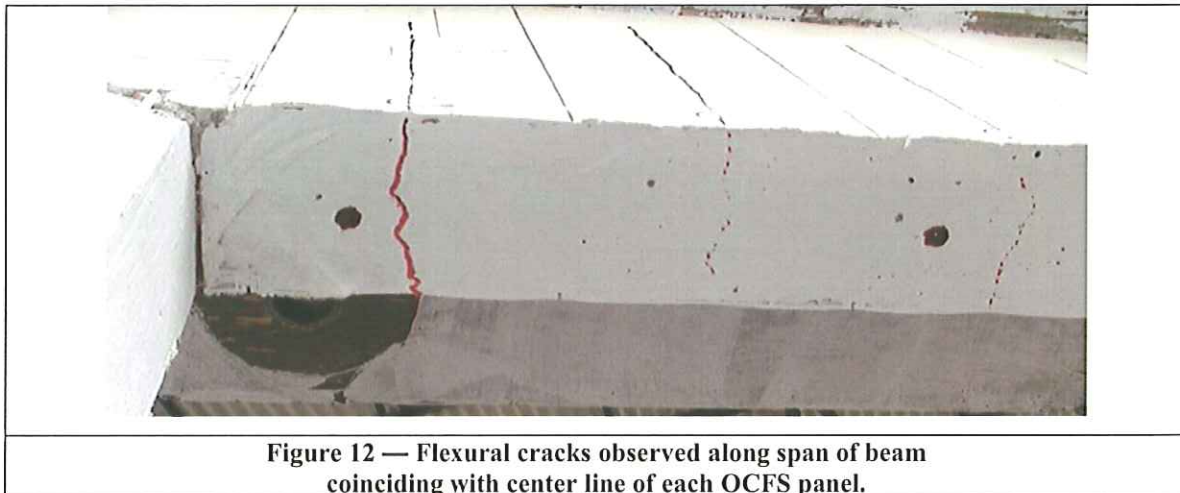 Figure 12 — Flexural cracks observed along span of beam
coinciding with center line of each OCFS panel.